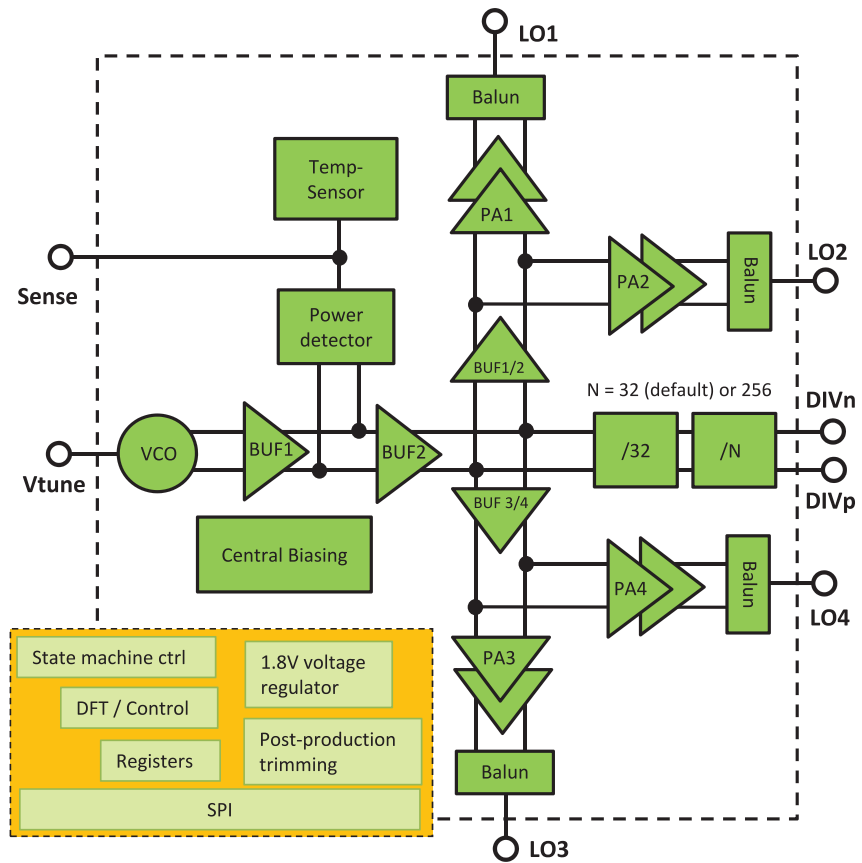 LO1
Balun
Temp-
Sensor
PA1
LO2
PA2
Balun
Sense
Power
detector
BUF1/2
N = 32 (default) or 256
DIVn
VCO
BUF1
BUF2
/32
/N
Vtune
DIVp
BUF 3/4
Central Biasing
PA4
Balun
LO4
State machine ctrl
1.8V voltage
regulator
PA3
DFT / Control
Post-production
trimming
Registers
Balun
SPI
LO3